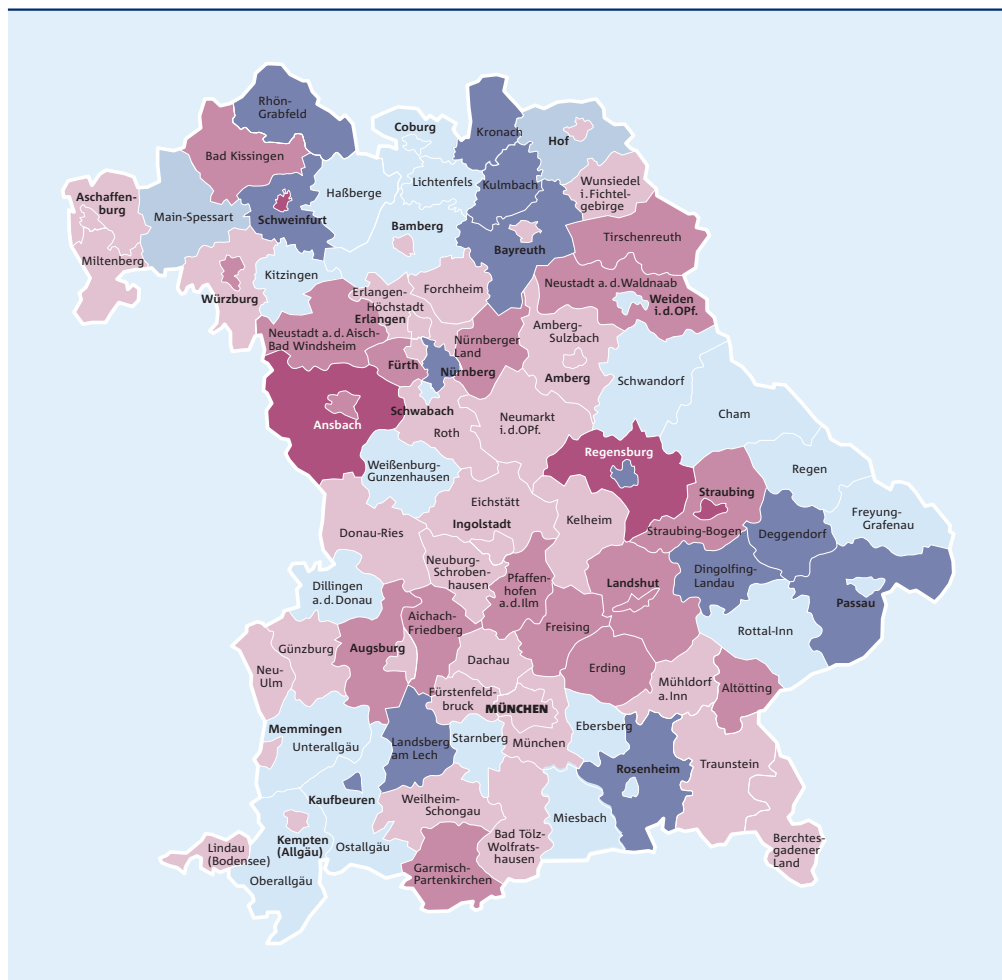 Rhön-
Grabfeld
Coburg
Kronach
Hof
Bad Kissingen
Lichtenfels
Kulmbach
Haßberge
Wunsiedel
i. Fichtel-
gebirge
Aschaffen-
burg
Main-Spessart
Schweinfurt
Bamberg
Tirschenreuth
Bayreuth
Miltenberg
Kitzingen
Neustadt a. d. Waldnaab
Würzburg
Erlangen-
Höchstadt
Forchheim
Weiden
i. d. OPf.
Erlangen
Neustadt a. d. Aisch-
Bad Windsheim
Amberg-
Sulzbach
Nürnberger
Land
Fürth
Nürnberg
Amberg
Schwandorf
Schwabach
Ansbach
Roth
Neumarkt
i. d. OPf.
Cham
Regensburg
Weißenburg-
Gunzenhausen
Regen
Eichstätt
Straubing
Ingolstadt
Kelheim
Freyung-
Grafenau
Donau-Ries
Straubing-Bogen
Deggendorf
Neuburg-
Schroben-
hausen
Dingolfing-
Landau
Dillingen
a. d. Donau
Pfaffen-
hofen
a. d. Ilm
Landshut
Passau
Aichach-
Friedberg
Freising
Rottal-Inn
Günzburg
Augsburg
Dachau
Erding
Neu-
Ulm
Mühldorf
a. Inn
Altötting
Fürstenfeld-
bruck
MÜNCHEN
Memmingen
Unterallgäu
Landsberg
am Lech
Starnberg
München
Ebersberg
Rosenheim
Traunstein
Kaufbeuren
Weilheim-
Schongau
Miesbach
Kempten
(Allgäu)
Ostallgäu
Bad Tölz-
Wolfrats-
hausen
Berchtes-
gadener
Land
Lindau
(Bodensee)
Oberallgäu
Garmisch-
Partenkirchen